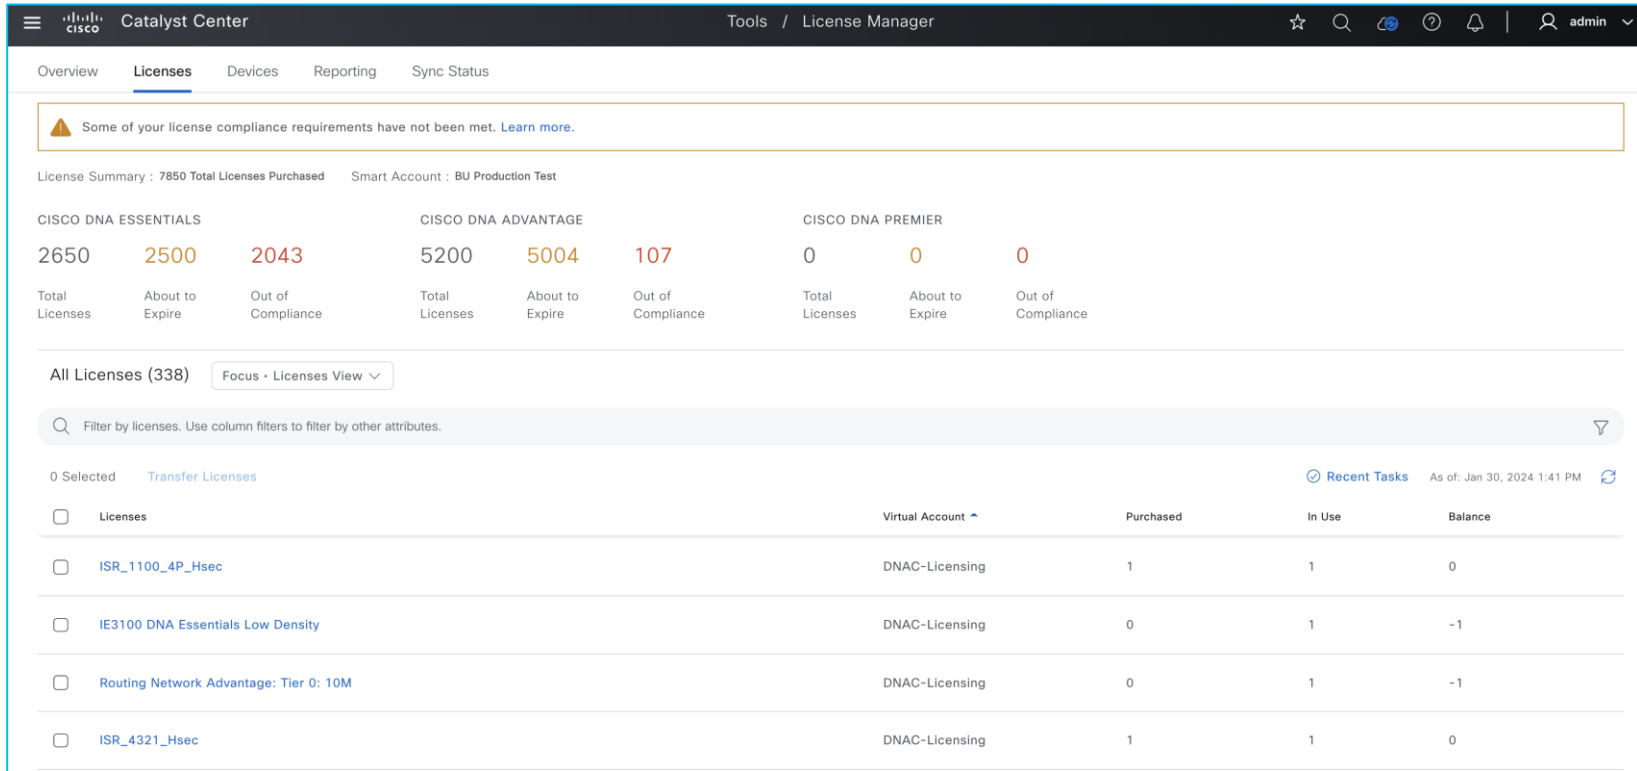 CISCO Catalyst Center Tools / License Manager admin
Overview Licenses Devices Reporting Sync Status
Some of your license compliance requirements have not been met. Learn more.
License Summary : 7850 Total Licenses Purchased Smart Account : BU Production Test
CISCO DNA ESSENTIALS CISCO DNA ADVANTAGE CISCO DNA PREMIER
2650 2500 2043 5200 5004 107 0 0 0
Total About to Out of Total About to Out of Total About to Out of
Licenses Expire Compliance Licenses Expire Compliance Licenses Expire Compliance
All Licenses (338) Focus · Licenses View
Filter by licenses. Use column filters to filter by other attributes.
0 Selected Transfer Licenses Recent Tasks As of: Jan 30, 2024 1:41 PM
Licenses Virtual Account Purchased In Use Balance
ISR_1100_4P_Hsec DNAC-Licensing 1 1 0
IE3100 DNA Essentials Low Density DNAC-Licensing 0 1 -1
Routing Network Advantage: Tier 0: 10M DNAC-Licensing 0 1 -1
ISR_4321_Hsec DNAC-Licensing 1 1 0